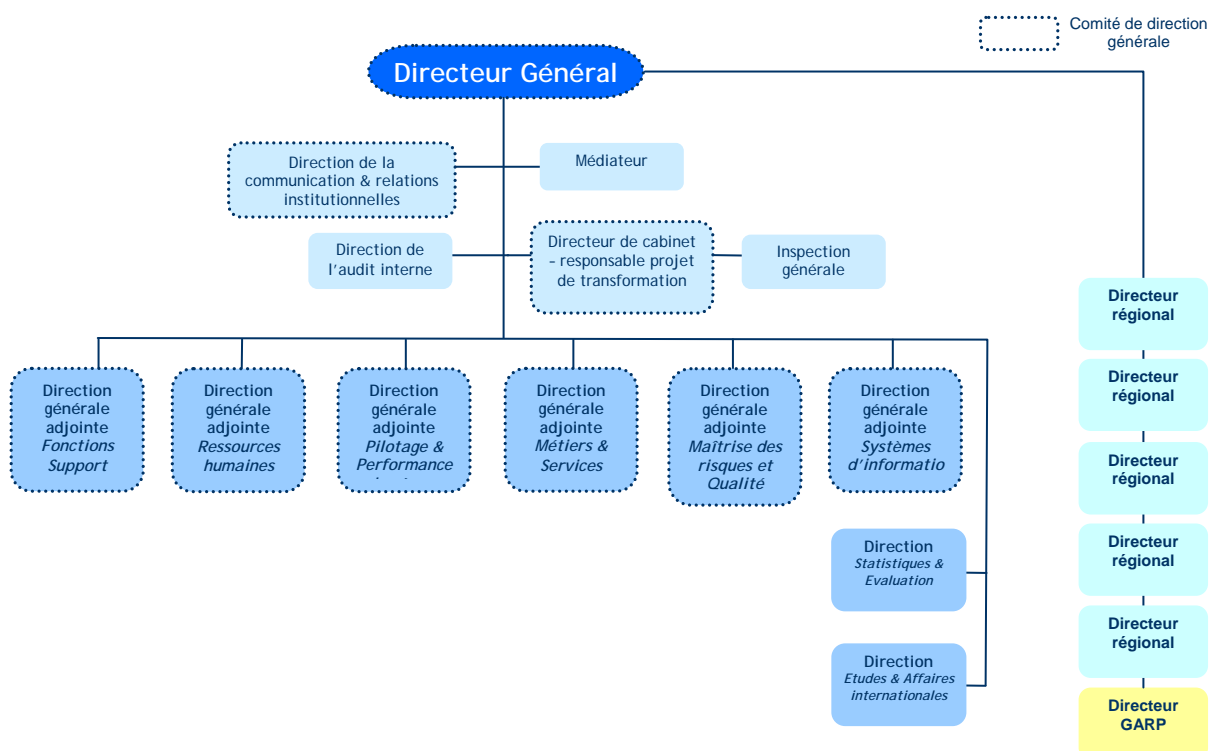 Comité de direction
générale
Directeur Général
Direction de la
communication & relations
institutionnelles
Médiateur
Direction de
l'audit interne
Directeur de cabinet
– responsable projet
de transformation
Inspection
générale
Direction
générale
adjointe
Fonctions
Support
Direction
générale
adjointe
Ressources
humaines
Direction
générale
adjointe
Pilotage &
Performance
Direction
générale
adjointe
Métiers &
Services
Direction
générale
adjointe
Maîtrise des
risques et
Qualité
Direction
générale
adjointe
Systèmes
d'informatio
Direction
Statistiques &
Evaluation
Direction
Etudes & Affaires
internationales
Directeur
régional
Directeur
régional
Directeur
régional
Directeur
régional
Directeur
régional
Directeur
GARP